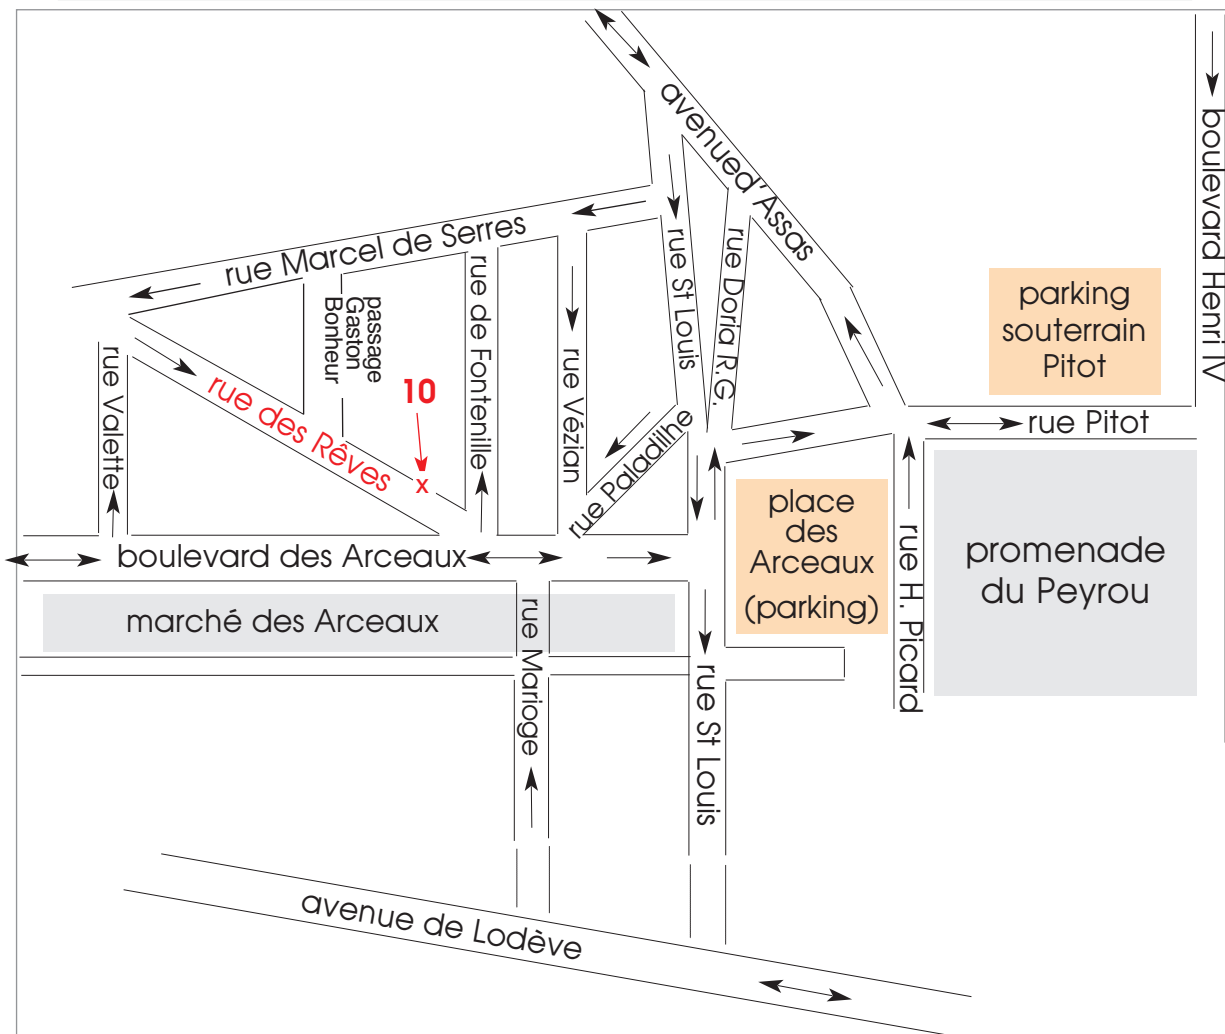 avenued'Assas
boulevard Henri IV
rue Marcel de Serres
rue St Louis
rue Doria R.G.
parking
souterrain
Pitot
passage
Gaston
Bonheur
rue de Fontenille
rue Vézian
rue Valette
rue des Rêves
10
x
rue Paladilhe
rue Pitot
place
des
Arceaux
(parking)
rue H. Picard
promenade
du Peyrou
boulevard des Arceaux
marché des Arceaux
rue Marioge
rue St Louis
avenue de Lodève